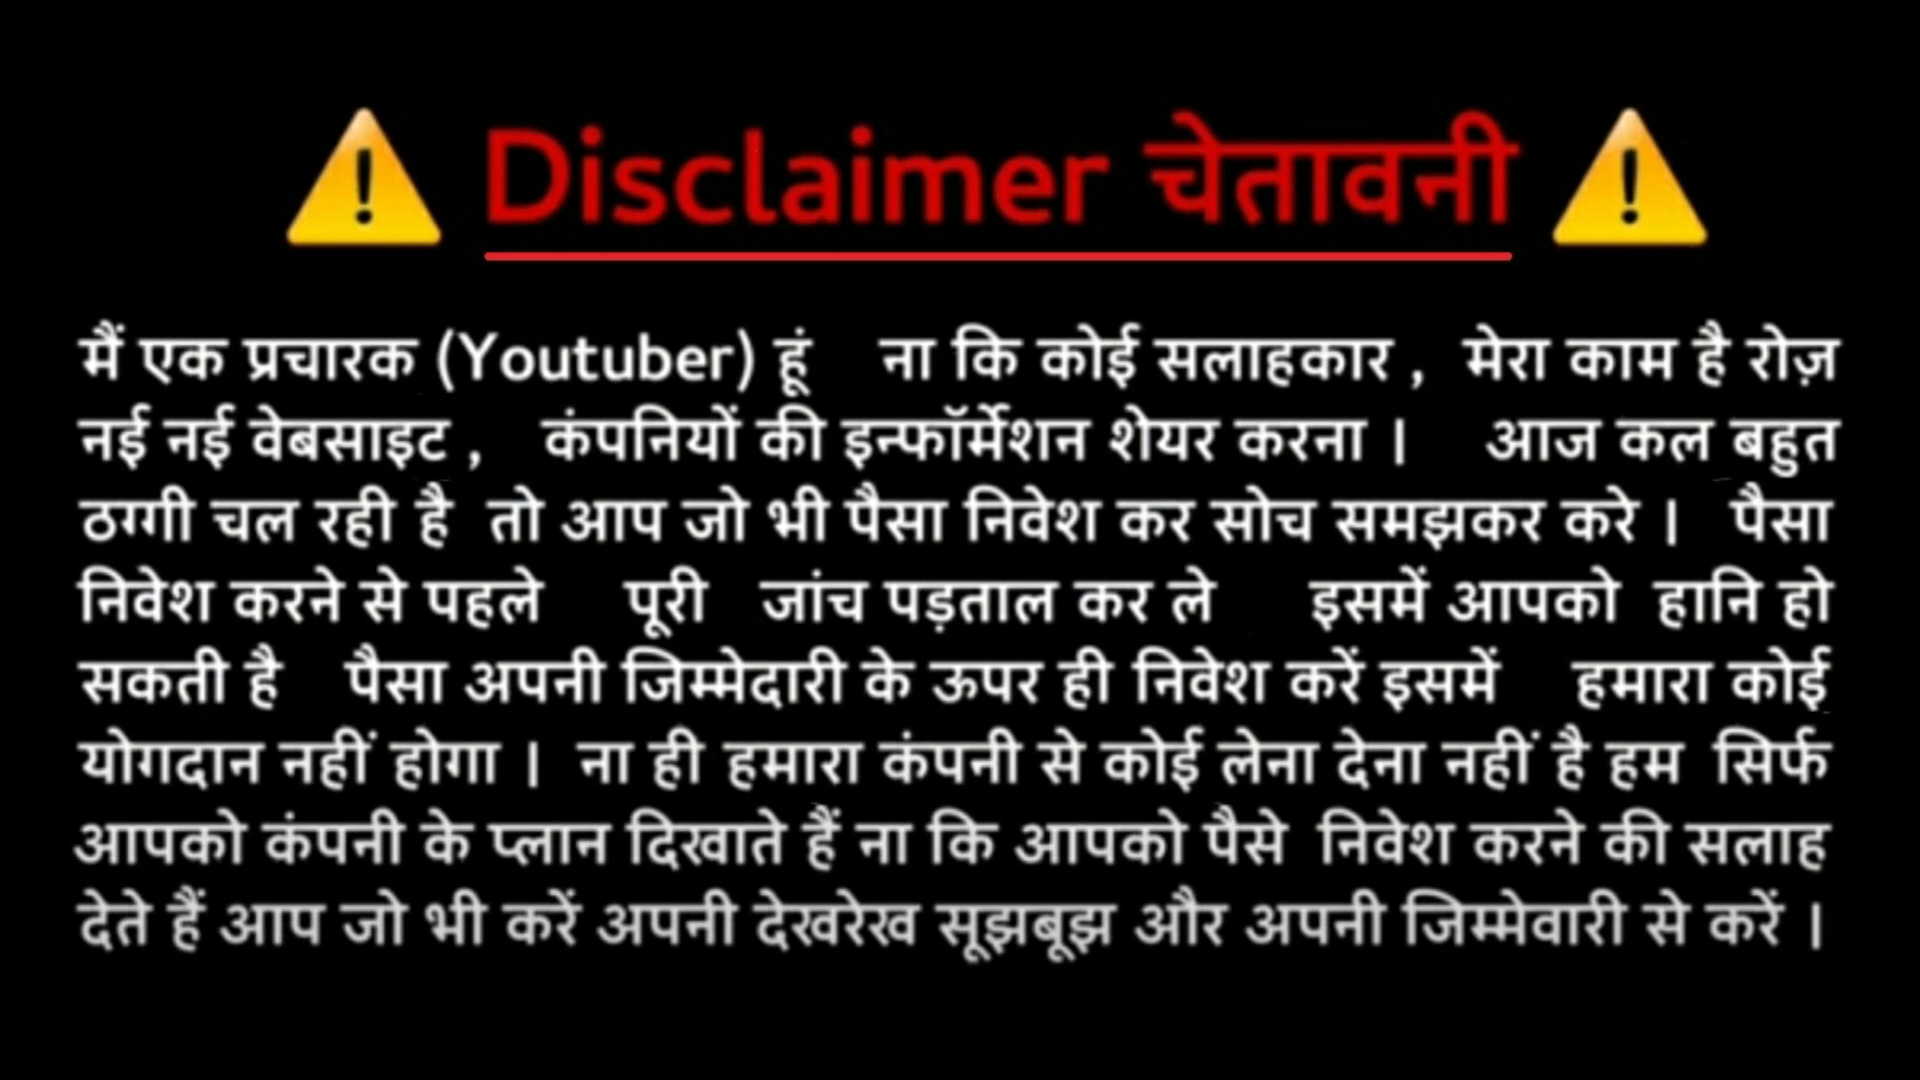 Disclaimer चेतावनी
मैं एक प्रचारक (Youtuber) हूं ना कि कोई सलाहकार , मेरा काम है रोज़
नई नई वेबसाइट , कंपनियों की इन्फॉर्मेशन शेयर करना । आज कल बहुत
ठग्गी चल रही है तो आप जो भी पैसा निवेश कर सोच समझकर करे । पैसा
निवेश करने से पहले पूरी जांच पड़ताल कर ले इसमें आपको हानि हो
सकती है पैसा अपनी जिम्मेदारी के ऊपर ही निवेश करें इसमें हमारा कोई
योगदान नहीं होगा । ना ही हमारा कंपनी से कोई लेना देना नहीं है हम सिर्फ
आपको कंपनी के प्लान दिखाते हैं ना कि आपको पैसे निवेश करने की सलाह
देते हैं आप जो भी करें अपनी देखरेख सूझबूझ और अपनी जिम्मेवारी से करें ।